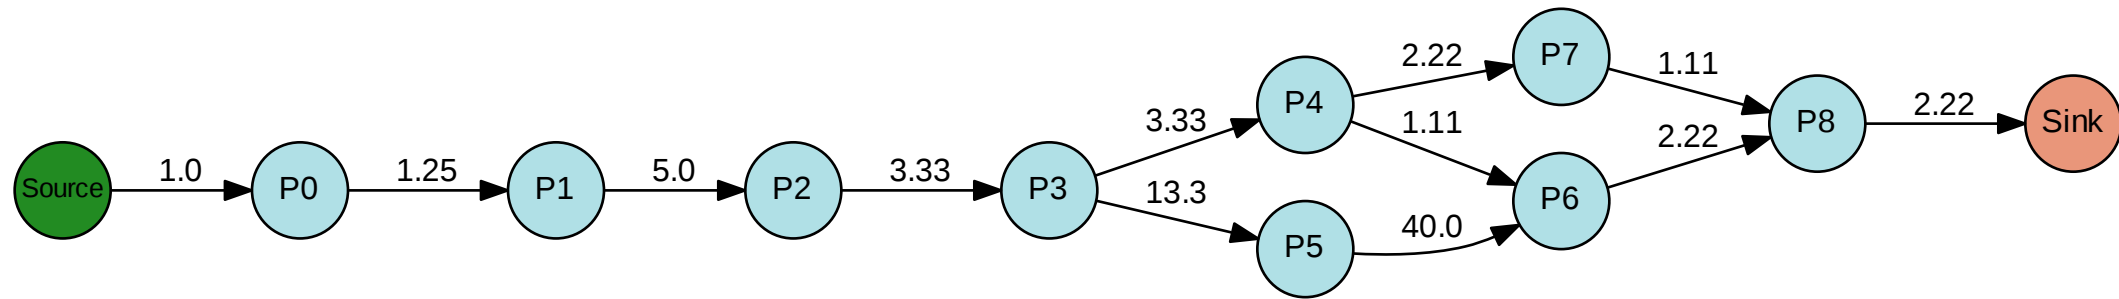 Source
1.0
P0
1.25
P1
5.0
P2
3.33
P3
3.33
13.3
P4
P5
2.22
1.11
40.0
P7
P6
1.11
2.22
P8
2.22
Sink